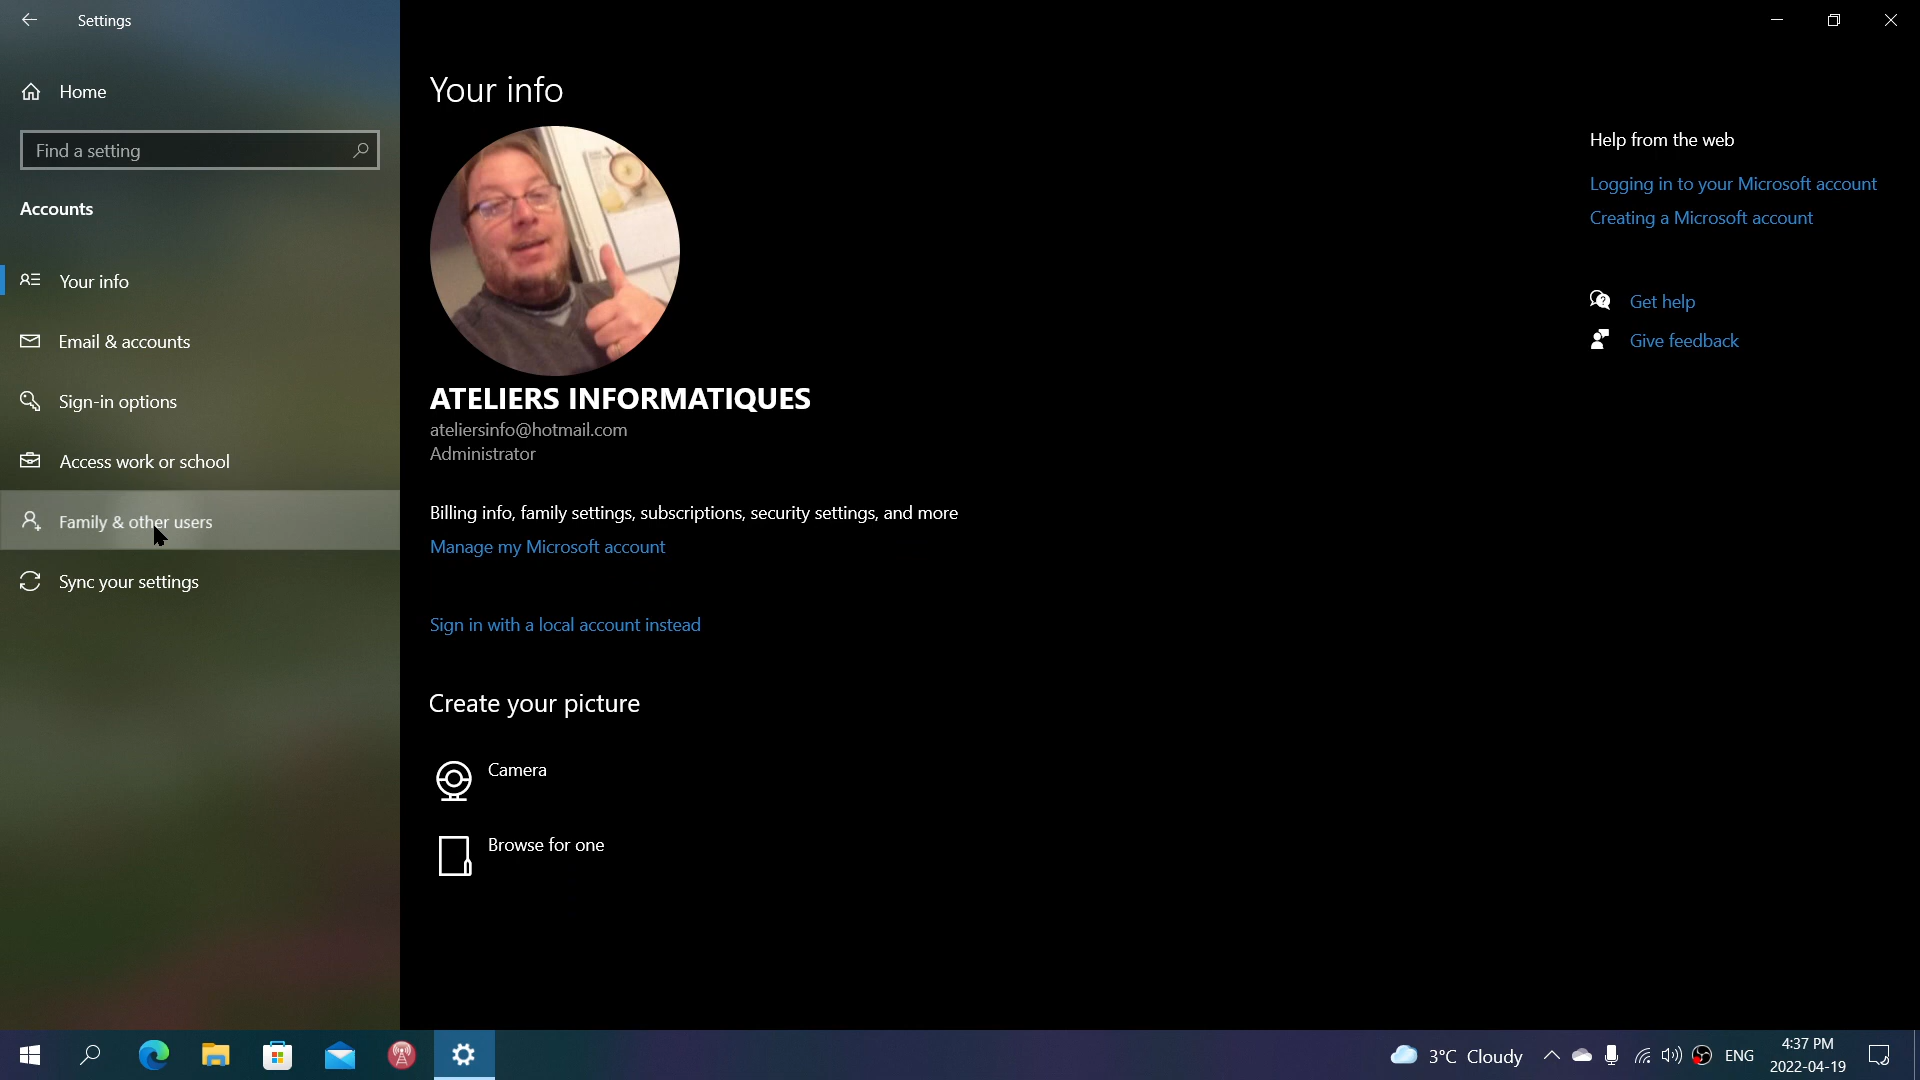 Settings
Home
Find a setting
Accounts
Your info
Email & accounts
Sign-in options
Access work or school
Family & other users
Sync your settings
Your info
ATELIERS INFORMATIQUES
ateliersinfo@hotmail.com
Administrator
Billing info, family settings, subscriptions, security settings, and more
Manage my Microsoft account
Sign in with a local account instead
Create your picture
Camera
Browse for one
Help from the web
Logging in to your Microsoft account
Creating a Microsoft account
Get help
Give feedback
3°C Cloudy
ENG
4:37 PM
2022-04-19